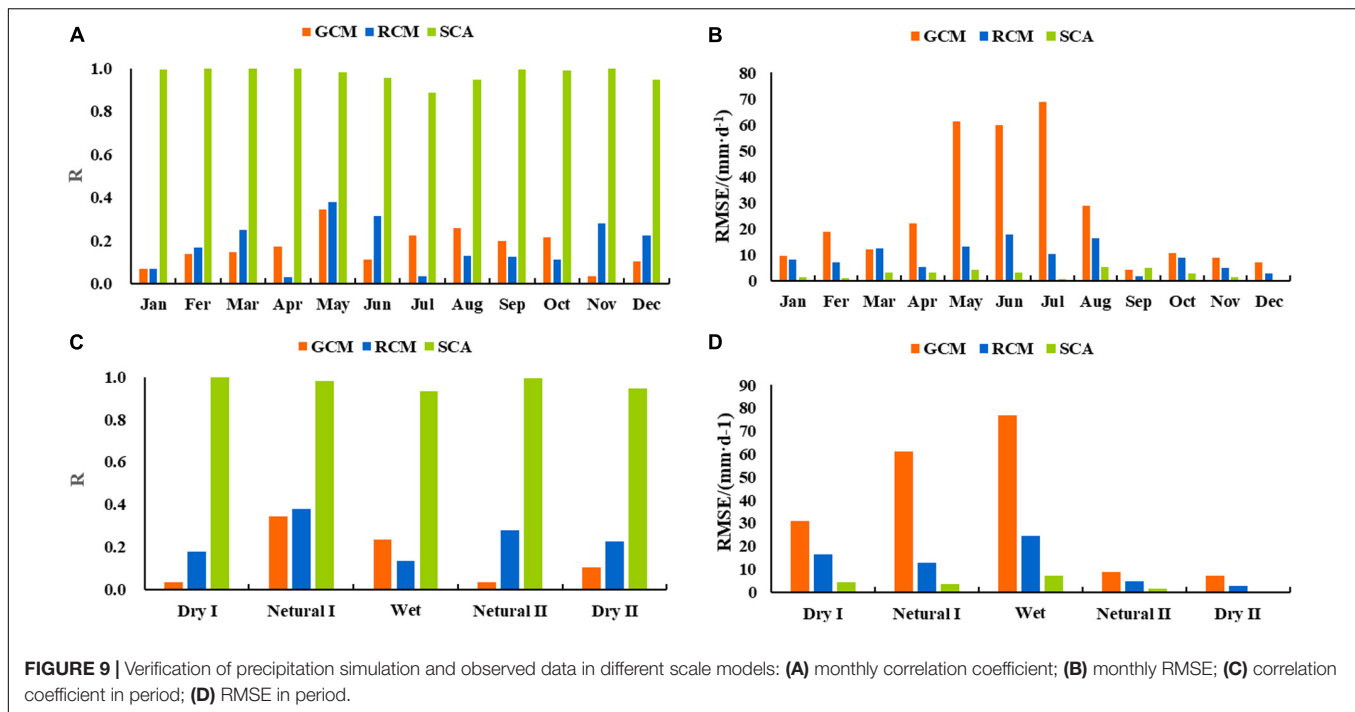 A
GCM RCM SCA
1.0
0.8
0.6
0.4
0.2
0.0
R
Jan Fer Mar Apr May Jun Jul Aug Sep Oct Nov Dec
B
GCM RCM SCA
80
70
60
50
40
30
20
10
0
RMSE/(mm·d⁻¹)
Jan Fer Mar Apr May Jun Jul Aug Sep Oct Nov Dec
C
GCM RCM SCA
1.0
0.8
0.6
0.4
0.2
0.0
R
Dry I Netural I Wet Netural II Dry II
D
GCM RCM SCA
90
80
70
60
50
40
30
20
10
0
RMSE/(mm·d-1)
Dry I Netural I Wet Netural II Dry II
FIGURE 9 | Verification of precipitation simulation and observed data in different scale models: (A) monthly correlation coefficient; (B) monthly RMSE; (C) correlation
coefficient in period; (D) RMSE in period.